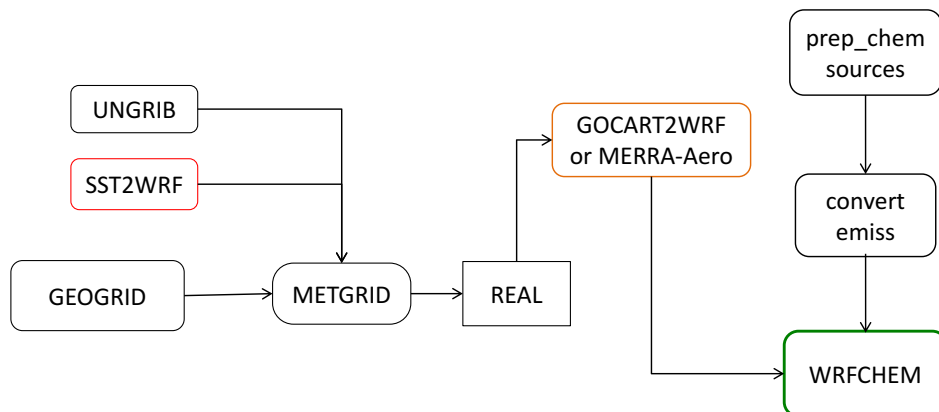 prep_chem
sources
UNGRIB
GOCART2WRF
or MERRA-Aero
SST2WRF
convert
emiss
GEOGRID
METGRID
REAL
WRFCHEM